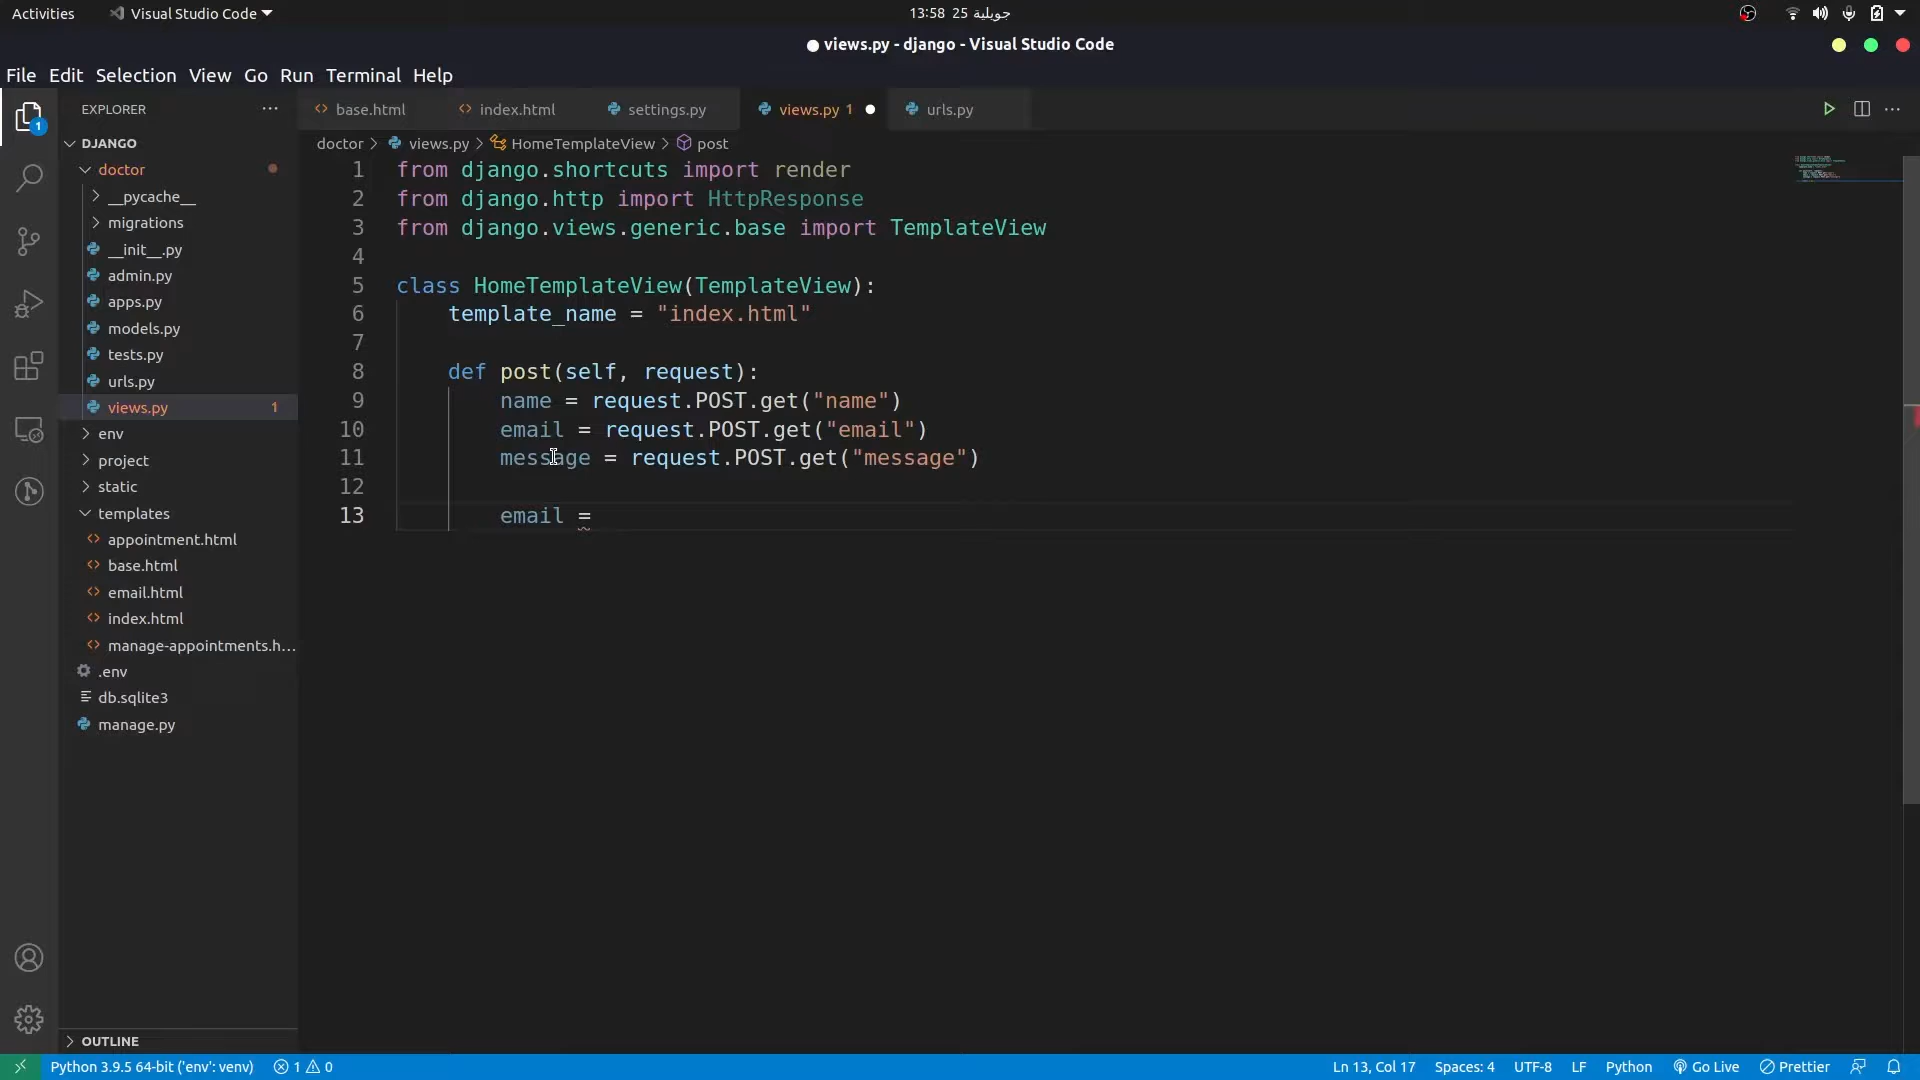 Activities
Visual Studio Code
13:58 25 جويلية
views.py - django - Visual Studio Code
File Edit Selection View Go Run Terminal Help
EXPLORER
base.html
index.html
settings.py
views.py 1
urls.py
doctor > views.py > HomeTemplateView > post
DJANGO
doctor
__pycache__
migrations
__init__.py
admin.py
apps.py
models.py
tests.py
urls.py
views.py 1
env
project
static
templates
appointment.html
base.html
email.html
index.html
manage-appointments.h...
.env
db.sqlite3
manage.py
OUTLINE
1 from django.shortcuts import render
2 from django.http import HttpResponse
3 from django.views.generic.base import TemplateView
4
5 class HomeTemplateView(TemplateView):
6     template_name = "index.html"
7
8     def post(self, request):
9         name = request.POST.get("name")
10         email = request.POST.get("email")
11         message = request.POST.get("message")
12
13         email =
1
Python 3.9.5 64-bit ('env': venv)
1
0
Ln 13, Col 17
Spaces: 4
UTF-8
LF
Python
Go Live
Prettier